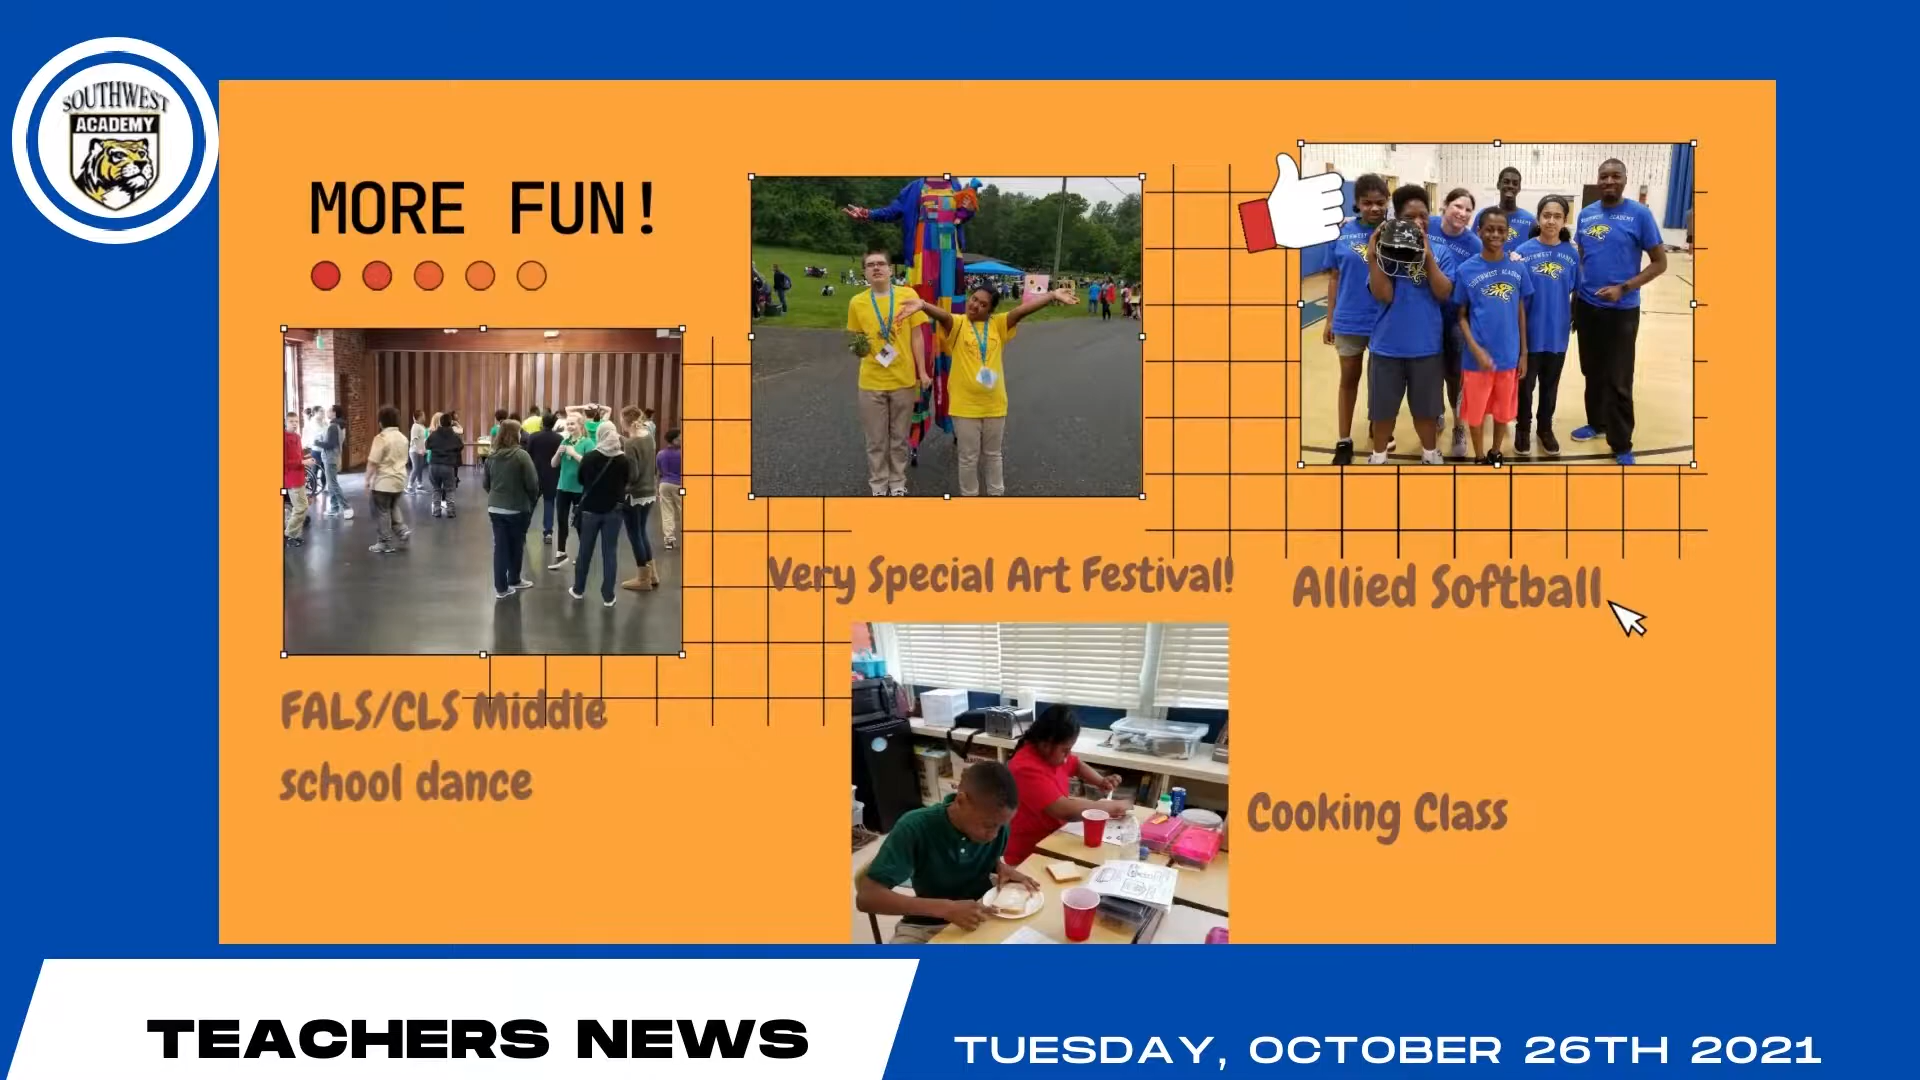 SOUTHWEST
ACADEMY
MORE FUN!
Very Special Art Festival!
Allied Softball
FALS/CLS Middle
school dance
Cooking Class
TEACHERS NEWS
TUESDAY, OCTOBER 26TH 2021